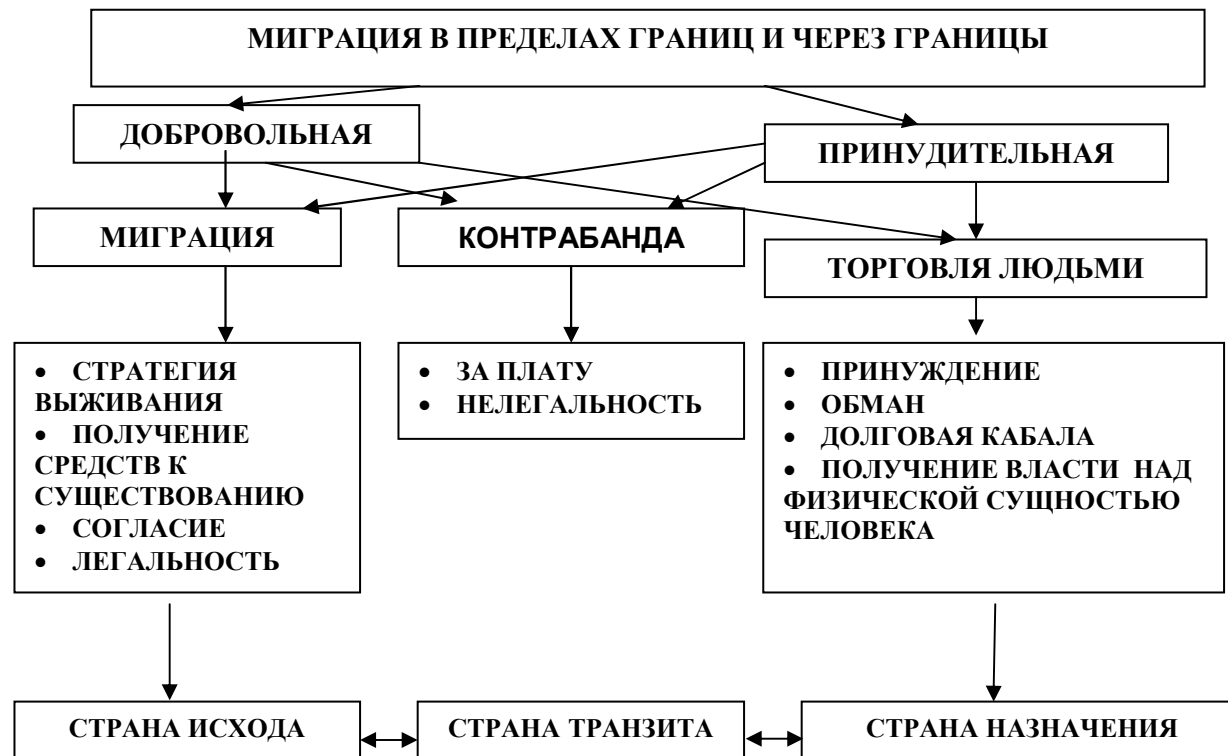 МИГРАЦИЯ В ПРЕДЕЛАХ ГРАНИЦ И ЧЕРЕЗ ГРАНИЦЫ
ДОБРОВОЛЬНАЯ
ПРИНУДИТЕЛЬНАЯ
МИГРАЦИЯ
КОНТРАБАНДА
ТОРГОВЛЯ ЛЮДЬМИ
• СТРАТЕГИЯ
ВЫЖИВАНИЯ
• ПОЛУЧЕНИЕ
СРЕДСТВ К
СУЩЕСТВОВАНИЮ
• СОГЛАСИЕ
• ЛЕГАЛЬНОСТЬ
• ЗА ПЛАТУ
• НЕЛЕГАЛЬНОСТЬ
• ПРИНУЖДЕНИЕ
• ОБМАН
• ДОЛГОВАЯ КАБАЛА
• ПОЛУЧЕНИЕ ВЛАСТИ НАД
ФИЗИЧЕСКОЙ СУЩНОСТЬЮ
ЧЕЛОВЕКА
СТРАНА ИСХОДА
СТРАНА ТРАНЗИТА
СТРАНА НАЗНАЧЕНИЯ